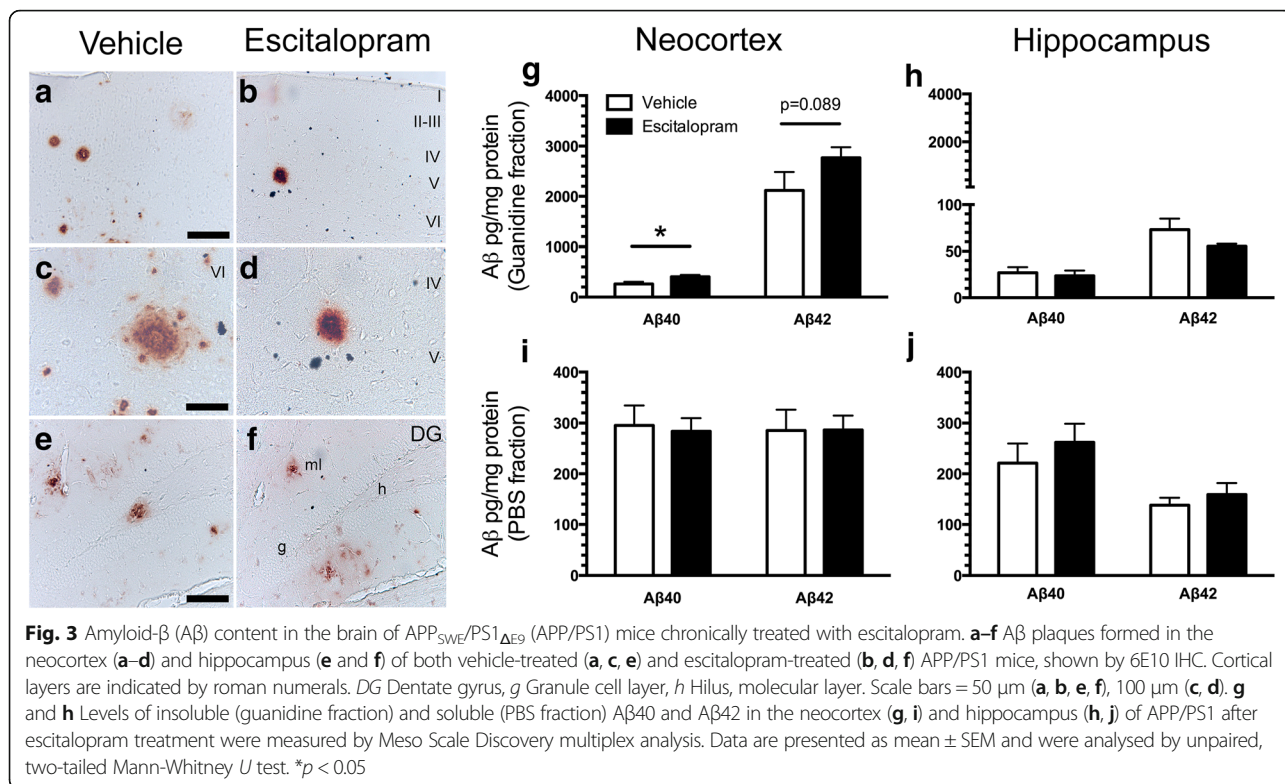 Vehicle
Escitalopram
Neocortex
Hippocampus
a
b
I
II-III
IV
V
VI
c
VI
d
IV
V
e
f
DG
ml
h
g
g
4000
3000
2000
1000
0
Aβ pg/mg protein
(Guanidine fraction)
Vehicle
Escitalopram
*
p=0.089
Aβ40
Aβ42
h
4000
2000
100
50
0
Aβ40
Aβ42
i
400
300
200
100
0
Aβ pg/mg protein
(PBS fraction)
Aβ40
Aβ42
j
400
300
200
100
0
Aβ40
Aβ42
Fig. 3 Amyloid-β (Aβ) content in the brain of APPSWE/PS1ΔE9 (APP/PS1) mice chronically treated with escitalopram. a–f Aβ plaques formed in the
neocortex (a–d) and hippocampus (e and f) of both vehicle-treated (a, c, e) and escitalopram-treated (b, d, f) APP/PS1 mice, shown by 6E10 IHC. Cortical
layers are indicated by roman numerals. DG Dentate gyrus, g Granule cell layer, h Hilus, molecular layer. Scale bars = 50 μm (a, b, e, f), 100 μm (c, d). g
and h Levels of insoluble (guanidine fraction) and soluble (PBS fraction) Aβ40 and Aβ42 in the neocortex (g, i) and hippocampus (h, j) of APP/PS1 after
escitalopram treatment were measured by Meso Scale Discovery multiplex analysis. Data are presented as mean ± SEM and were analysed by unpaired,
two-tailed Mann-Whitney U test. *p < 0.05